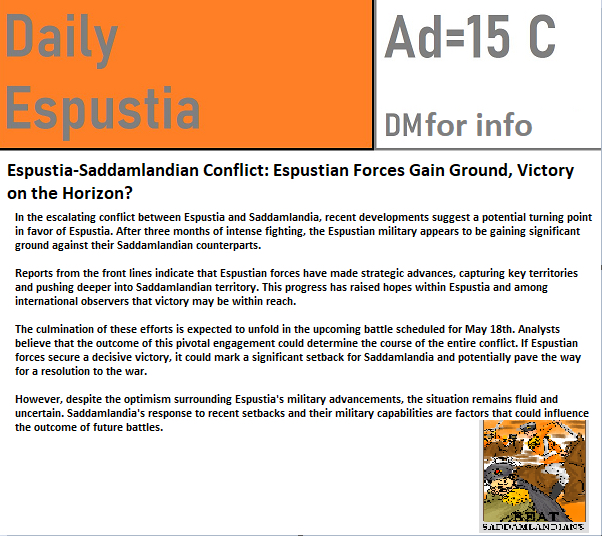 Daily
Espustia
Ad=15 C
DM for info
Espustia-Saddamlandian Conflict: Espustian Forces Gain Ground, Victory
on the Horizon?
In the escalating conflict between Espustia and Saddamlandia, recent developments suggest a potential turning point
in favor of Espustia. After three months of intense fighting, the Espustian military appears to be gaining significant
ground against their Saddamlandian counterparts.
Reports from the front lines indicate that Espustian forces have made strategic advances, capturing key territories
and pushing deeper into Saddamlandian territory. This progress has raised hopes within Espustia and among
international observers that victory may be within reach.
The culmination of these efforts is expected to unfold in the upcoming battle scheduled for May 18th. Analysts
believe that the outcome of this pivotal engagement could determine the course of the entire conflict. If Espustian
forces secure a decisive victory, it could mark a significant setback for Saddamlandia and potentially pave the way
for a resolution to the war.
However, despite the optimism surrounding Espustia's military advancements, the situation remains fluid and
uncertain. Saddamlandia's response to recent setbacks and their military capabilities are factors that could influence
the outcome of future battles.
BEAT
SADDAMLANDIANS